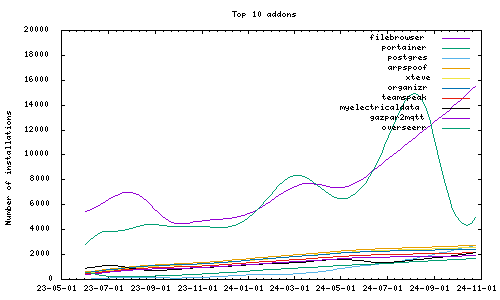 Top 10 addons
20000
18000
16000
14000
12000
10000
8000
6000
4000
2000
0
Number of installations
filebrowser
portainer
postgres
arpspoof
xteve
organizr
teamspeak
myelectricaldata
gazpar2mqtt
overseerr
23-05-01 23-07-01 23-09-01 23-11-01 24-01-01 24-03-01 24-05-01 24-07-01 24-09-01 24-11-01